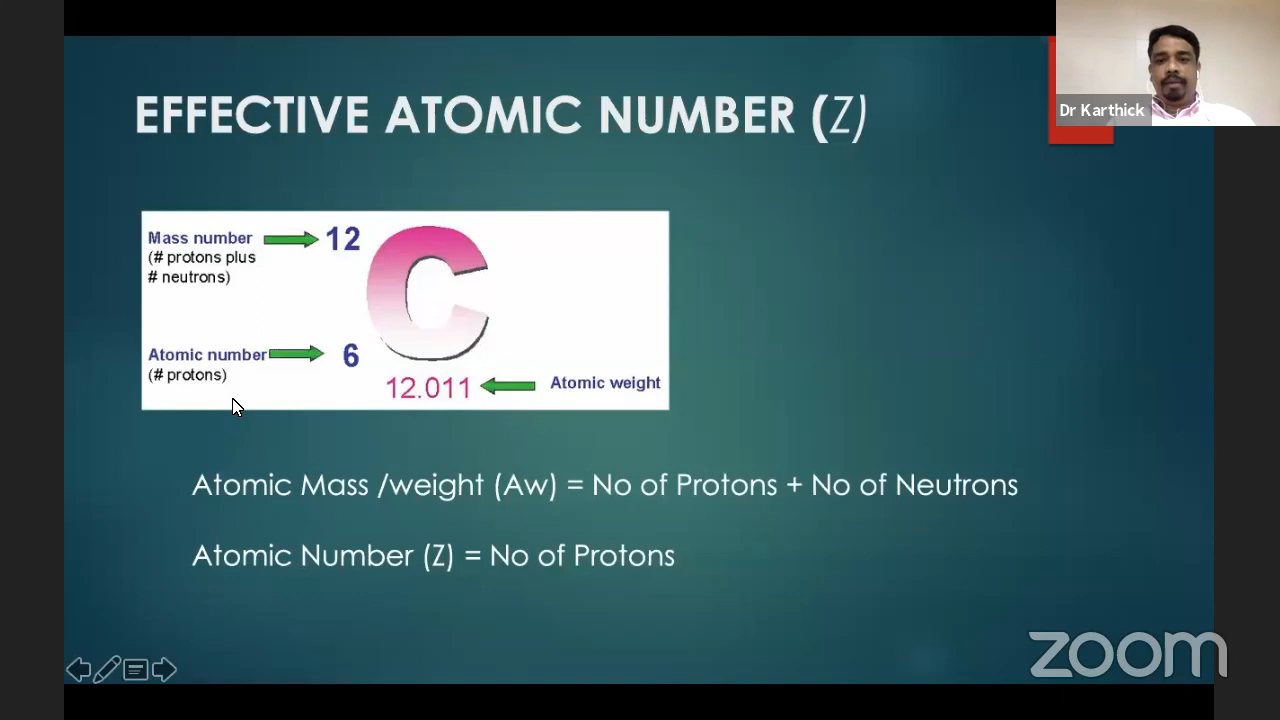 EFFECTIVE ATOMIC NUMBER (Z)
Dr Karthick
Mass number
(# protons plus
# neutrons)
12
C
Atomic number
(# protons)
6
12.011
Atomic weight
Atomic Mass /weight (Aw) = No of Protons + No of Neutrons
Atomic Number (Z) = No of Protons
zoom